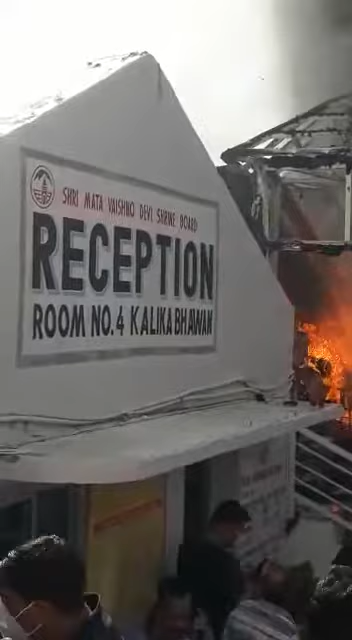 SHRI MATA VAISHNO DEVI SHRINE BOARD
RECEPTION
ROOM NO. 4 KALIKA BHAWAN